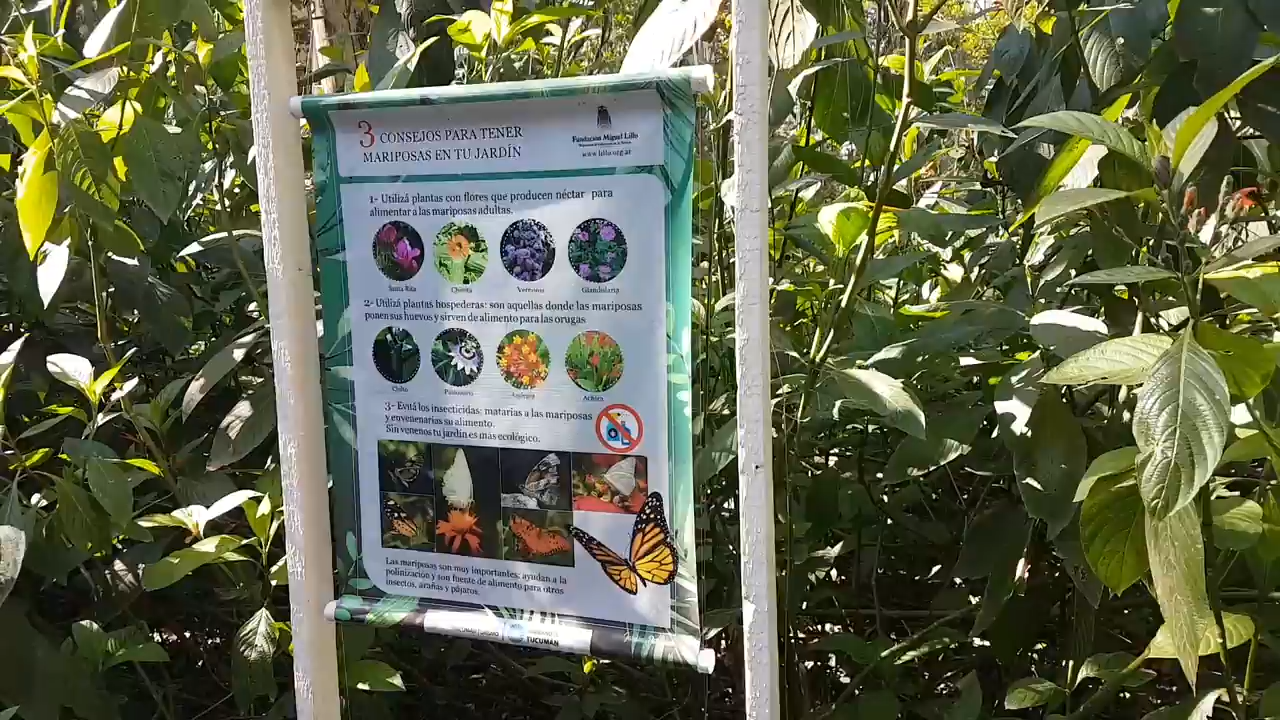 3 CONSEJOS PARA TENER
MARIPOSAS EN TU JARDÍN
Fundación Miguel Lillo
www.lillo.org.ar
1- Utilizá plantas con flores que producen néctar para
alimentar a las mariposas adultas.
Santa Rita
Chinita
Vernonia
Glandularia
2- Utilizá plantas hospederas: son aquellas donde las mariposas
ponen sus huevos y sirven de alimento para las orugas
Achira
3- Evitá los insecticidas: matarías a las mariposas
y envenenarías su alimento.
Sin venenos tu jardín es más ecológico.
Las mariposas son muy importantes: ayudan a la
polinización y son fuente de alimento para otros
insectos, arañas y pájaros.
TUCUMÁN